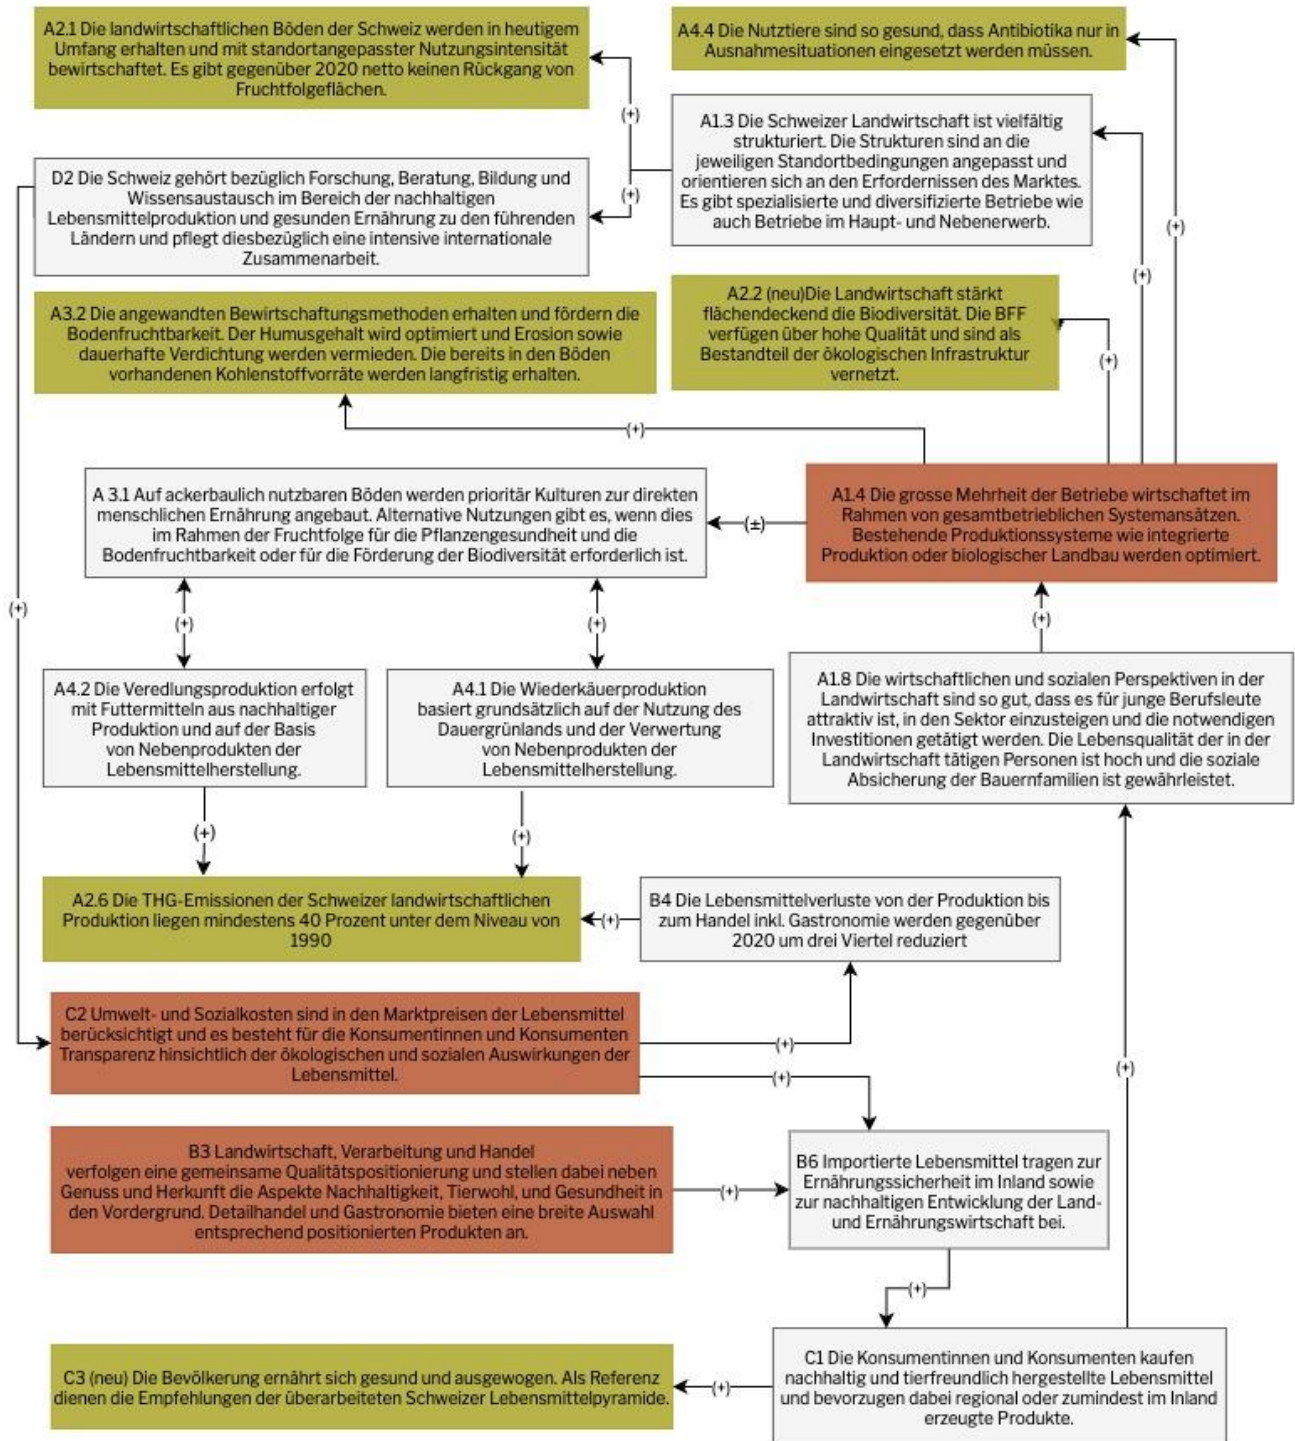 A2.1 Die landwirtschaftlichen Böden der Schweiz werden in heutigem
Umfang erhalten und mit standortangepasster Nutzungsintensität
bewirtschaftet. Es gibt gegenüber 2020 netto keinen Rückgang von
Fruchtfolgeflächen.
A4.4 Die Nutztiere sind so gesund, dass Antibiotika nur in
Ausnahmesituationen eingesetzt werden müssen.
(+)
A1.3 Die Schweizer Landwirtschaft ist vielfältig
strukturiert. Die Strukturen sind an die
jeweiligen Standortbedingungen angepasst und
orientieren sich an den Erfordernissen des Marktes.
Es gibt spezialisierte und diversifizierte Betriebe wie
auch Betriebe im Haupt- und Nebenerwerb.
D2 Die Schweiz gehört bezüglich Forschung, Beratung, Bildung und
Wissensaustausch im Bereich der nachhaltigen
Lebensmittelproduktion und gesunden Ernährung zu den führenden
Ländern und pflegt diesbezüglich eine intensive internationale
Zusammenarbeit.
(+)
(+)
(+)
A3.2 Die angewandten Bewirtschaftungsmethoden erhalten und fördern die
Bodenfruchtbarkeit. Der Humusgehalt wird optimiert und Erosion sowie
dauerhafte Verdichtung werden vermieden. Die bereits in den Böden
vorhandenen Kohlenstoffvorräte werden langfristig erhalten.
A2.2 (neu)Die Landwirtschaft stärkt
flächendeckend die Biodiversität. Die BFF
verfügen über hohe Qualität und sind als
Bestandteil der ökologischen Infrastruktur
vernetzt.
(+)
(+)
A 3.1 Auf ackerbaulich nutzbaren Böden werden prioritär Kulturen zur direkten
menschlichen Ernährung angebaut. Alternative Nutzungen gibt es, wenn dies
im Rahmen der Fruchtfolge für die Pflanzengesundheit und die
Bodenfruchtbarkeit oder für die Förderung der Biodiversität erforderlich ist.
(±)
A1.4 Die grosse Mehrheit der Betriebe wirtschaftet im
Rahmen von gesamtbetrieblichen Systemansätzen.
Bestehende Produktionssysteme wie integrierte
Produktion oder biologischer Landbau werden optimiert.
(+)
(+)
(+)
(+)
A4.2 Die Veredlungsproduktion erfolgt
mit Futtermitteln aus nachhaltiger
Produktion und auf der Basis
von Nebenprodukten der
Lebensmittelherstellung.
A4.1 Die Wiederkäuerproduktion
basiert grundsätzlich auf der Nutzung des
Dauergrünlands und der Verwertung
von Nebenprodukten der
Lebensmittelherstellung.
A1.8 Die wirtschaftlichen und sozialen Perspektiven in der
Landwirtschaft sind so gut, dass es für junge Berufsleute
attraktiv ist, in den Sektor einzusteigen und die notwendigen
Investitionen getätigt werden. Die Lebensqualität der in der
Landwirtschaft tätigen Personen ist hoch und die soziale
Absicherung der Bauernfamilien ist gewährleistet.
(+)
(+)
A2.6 Die THG-Emissionen der Schweizer landwirtschaftlichen
Produktion liegen mindestens 40 Prozent unter dem Niveau von
1990
(+)
B4 Die Lebensmittelverluste von der Produktion bis
zum Handel inkl. Gastronomie werden gegenüber
2020 um drei Viertel reduziert
C2 Umwelt- und Sozialkosten sind in den Marktpreisen der Lebensmittel
berücksichtigt und es besteht für die Konsumentinnen und Konsumenten
Transparenz hinsichtlich der ökologischen und sozialen Auswirkungen der
Lebensmittel.
(+)
(+)
(+)
B3 Landwirtschaft, Verarbeitung und Handel
verfolgen eine gemeinsame Qualitätspositionierung und stellen dabei neben
Genuss und Herkunft die Aspekte Nachhaltigkeit, Tierwohl, und Gesundheit in
den Vordergrund. Detailhandel und Gastronomie bieten eine breite Auswahl
entsprechend positionierten Produkten an.
(+)
B6 Importierte Lebensmittel tragen zur
Ernährungssicherheit im Inland sowie
zur nachhaltigen Entwicklung der Land-
und Ernährungswirtschaft bei.
(+)
C3 (neu) Die Bevölkerung ernährt sich gesund und ausgewogen. Als Referenz
dienen die Empfehlungen der überarbeiteten Schweizer Lebensmittelpyramide.
(+)
C1 Die Konsumentinnen und Konsumenten kaufen
nachhaltig und tierfreundlich hergestellte Lebensmittel
und bevorzugen dabei regional oder zumindest im Inland
erzeugte Produkte.